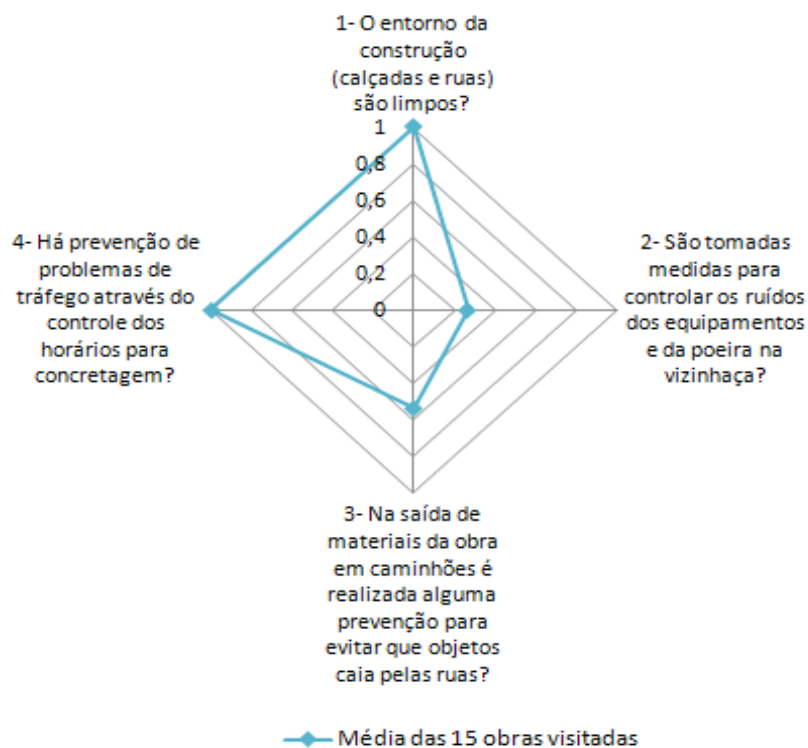 1- O entorno da
construção
(calçadas e ruas)
são limpos?
1
0,8
0,6
0,4
0,2
0
4- Há prevenção de
problemas de
tráfego através do
controle dos
horários para
concretagem?
2- São tomadas
medidas para
controlar os ruídos
dos equipamentos
e da poeira na
vizinhaça?
3- Na saída de
materiais da obra
em caminhões é
realizada alguma
prevenção para
evitar que objetos
caia pelas ruas?
Média das 15 obras visitadas